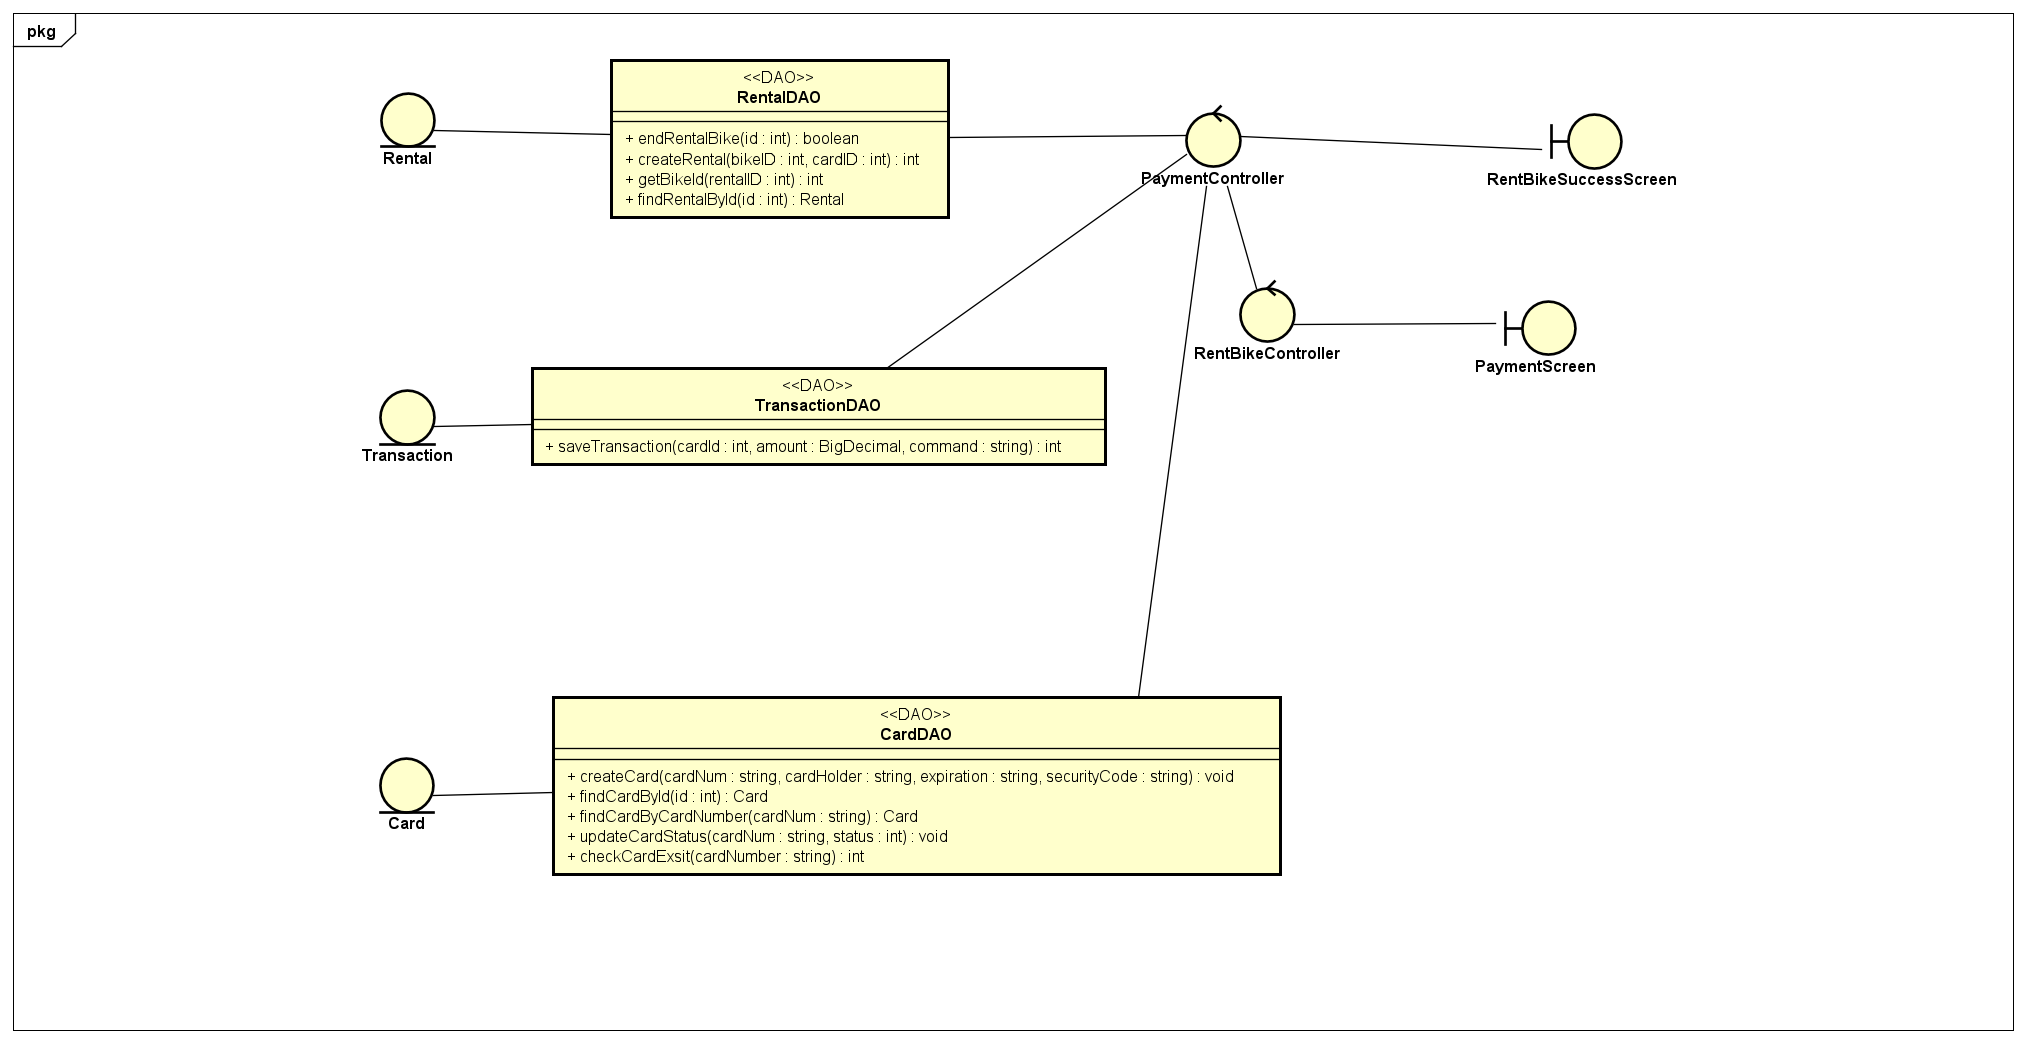 pkg
<<DAO>>
RentalDAO
+ endRentalBike(id : int) : boolean
+ createRental(bikeID : int, cardID : int) : int
+ getBikeId(rentalID : int) : int
+ findRentalById(id : int) : Rental
Rental
PaymentController
RentBikeSuccessScreen
RentBikeController
PaymentScreen
<<DAO>>
TransactionDAO
+ saveTransaction(cardId : int, amount : BigDecimal, command : string) : int
Transaction
<<DAO>>
CardDAO
+ createCard(cardNum : string, cardHolder : string, expiration : string, securityCode : string) : void
+ findCardById(id : int) : Card
+ findCardByCardNumber(cardNum : string) : Card
+ updateCardStatus(cardNum : string, status : int) : void
+ checkCardExsit(cardNumber : string) : int
Card